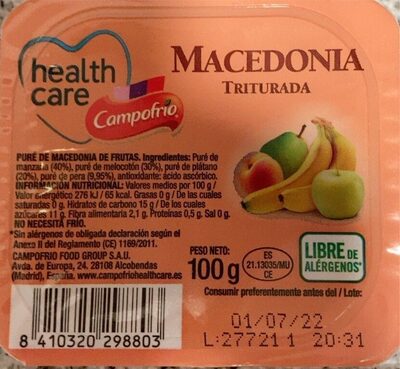 health
care
Campofrío
MACEDONIA
TRITURADA
PURÉ DE MACEDONIA DE FRUTAS. Ingredientes: Puré de
manzana (40%), puré de melocotón (30%), puré de plátano
(20%), puré de pera (9,95%), antioxidante: ácido ascórbico.
INFORMACIÓN NUTRICIONAL: Valores medios por 100 g /
Valor energético 276 kJ / 65 kcal. Grasas 0 g / De las cuales
saturadas 0 g. Hidratos de carbono 15 g / De los cuales
azúcares 11 g. Fibra alimentaria 2,1 g. Proteínas 0,5 g. Sal 0 g.
NO NECESITA FRÍO.
*Sin alérgenos de obligada declaración según el
Anexo II del Reglamento (CE) 1169/2011.
CAMPOFRIO FOOD GROUP S.A.U.
Avda. de Europa, 24. 28108 Alcobendas
(Madrid), España. www.campofriohealthcare.es
PESO NETO:
100 g
ES
21.13035/MU
CE
LIBRE DE
ALÉRGENOS*
Consumir preferentemente antes del / Lote:
01/07/22
L:27721 1 20:31
8 410320 298803